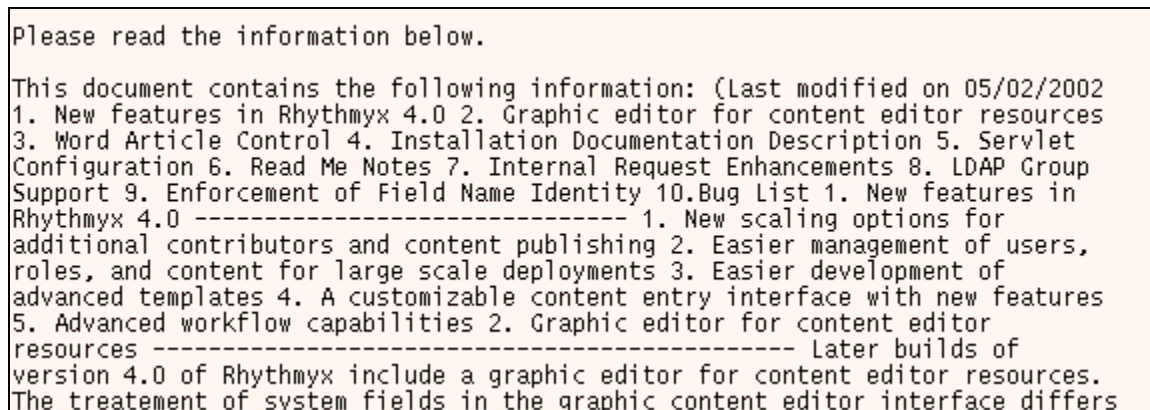 Please read the information below.
This document contains the following information: (Last modified on 05/02/2002
1. New features in Rhythmyx 4.0 2. Graphic editor for content editor resources
3. Word Article Control 4. Installation Documentation Description 5. Servlet
Configuration 6. Read Me Notes 7. Internal Request Enhancements 8. LDAP Group
Support 9. Enforcement of Field Name Identity 10.Bug List 1. New features in
Rhythmyx 4.0 ------------------------------- 1. New scaling options for
additional contributors and content publishing 2. Easier management of users,
roles, and content for large scale deployments 3. Easier development of
advanced templates 4. A customizable content entry interface with new features
5. Advanced workflow capabilities 2. Graphic editor for content editor
resources ---------------------------------------------- Later builds of
version 4.0 of Rhythmyx include a graphic editor for content editor resources.
The treatement of system fields in the graphic content editor interface differs